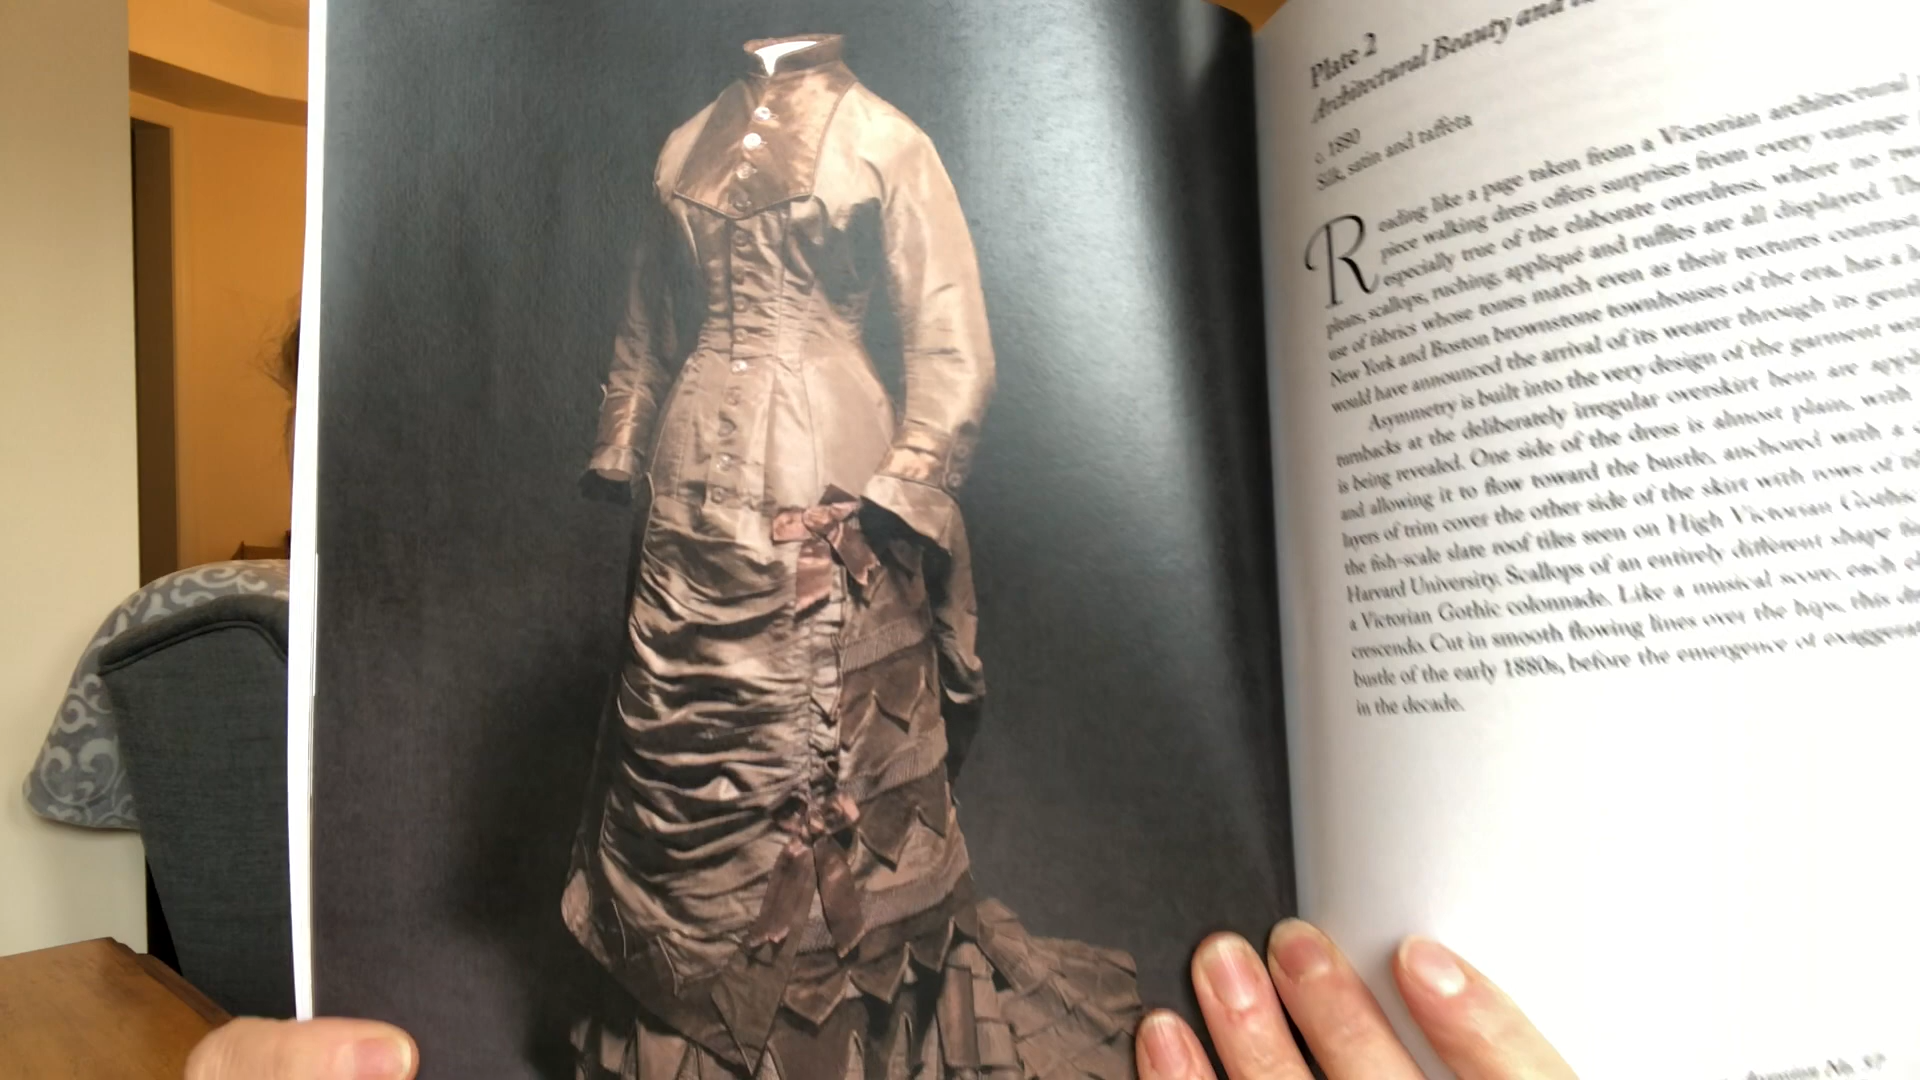 Plate 2
Architectural Beauty and
c. 1880
Silk, satin and taffeta
Reading like a page taken from a Victorian architectural
piece walking dress offers surprises from every vantage
especially true of the elaborate overdress, where no two
pleats, scallops, ruching, appliqué and ruffles are all displayed. The
use of fabrics whose tones match even as their textures contrast
New York and Boston brownstone townhouses of the era, has a
would have announced the arrival of its wearer through its
Asymmetry is built into the very design of the garment
turnbacks at the deliberately irregular overskirt hem are
is being revealed. One side of the dress is almost plain, with
and allowing it to flow toward the bustle, anchored with a
layers of trim cover the other side of the skirt with rows of
the fish-scale slate roof tiles seen on High Victorian Gothic
Harvard University. Scallops of an entirely different shape
a Victorian Gothic colonnade. Like a musical score, each
crescendo. Cut in smooth flowing lines over the hips, this
bustle of the early 1880s, before the emergence of
in the decade.
No.